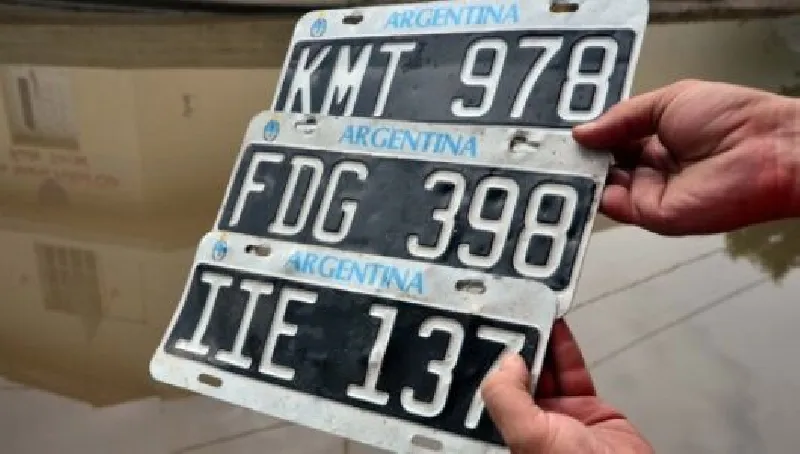 ARGENTINA
KMT 978
ARGENTINA
FDG 398
ARGENTINA
IIE 137